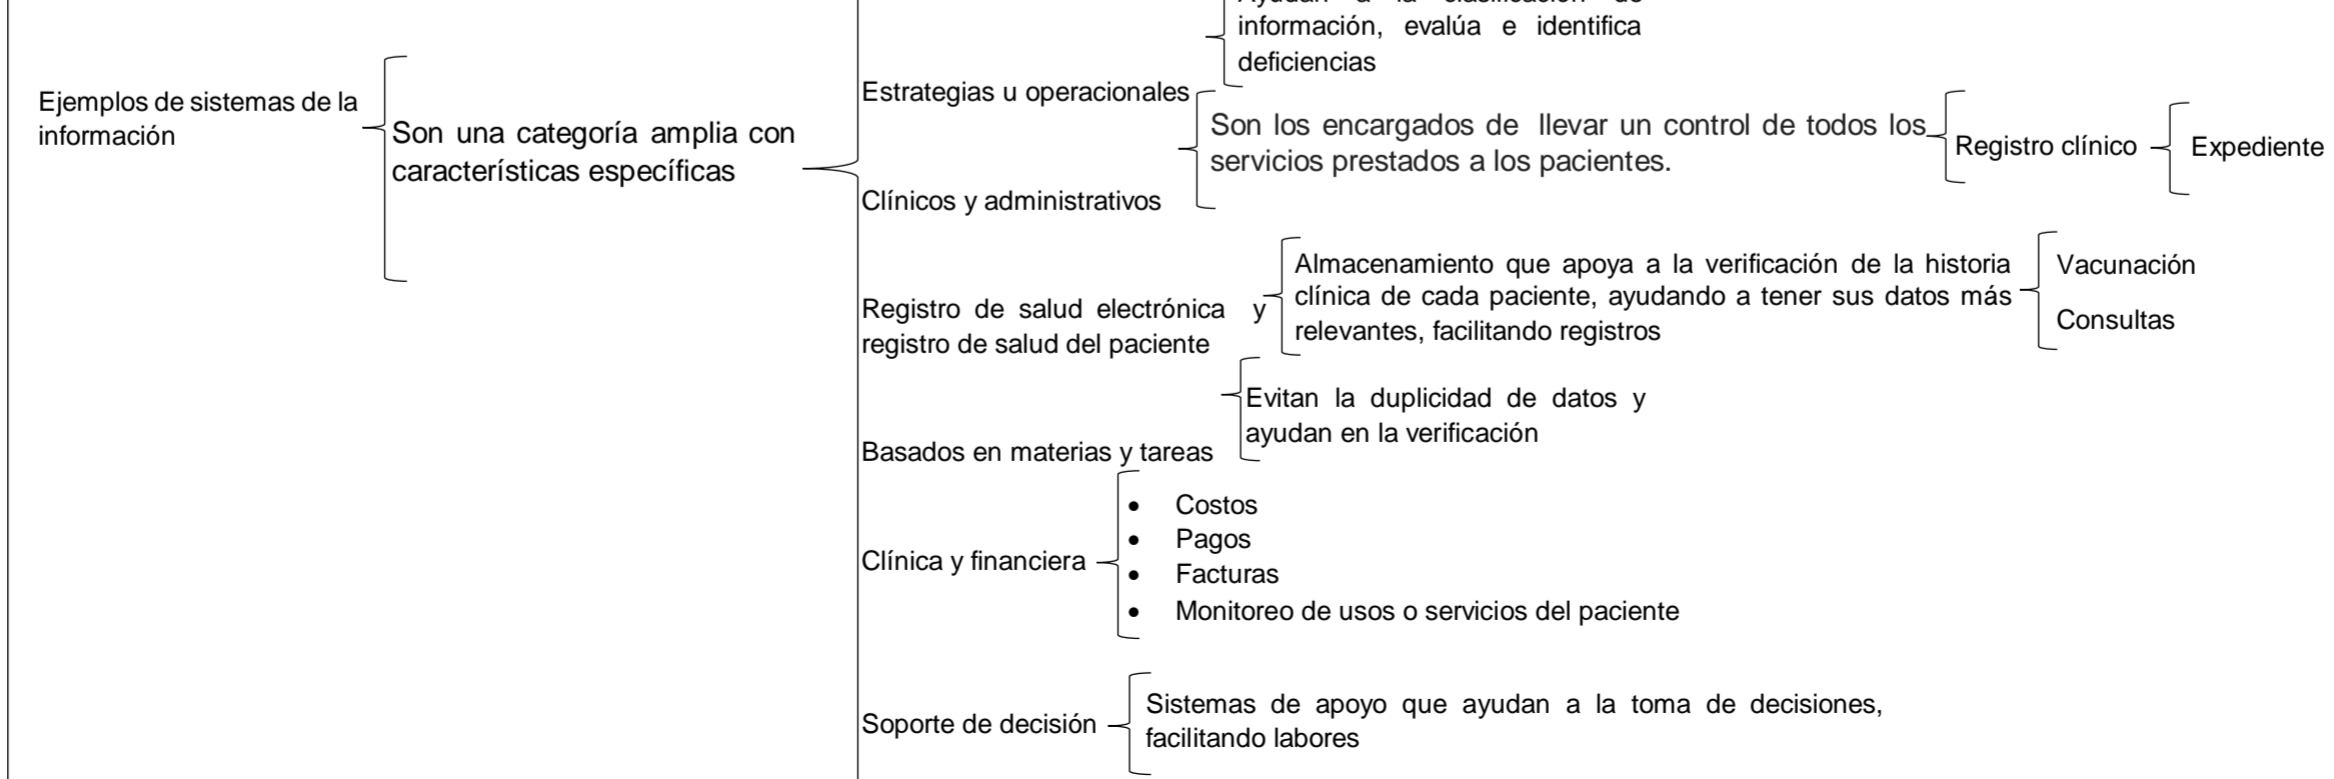 Ayudan a la clasificación de
información, evalúa e identifica
deficiencias
Ejemplos de sistemas de la
información
Son una categoría amplia con
características específicas
Estrategias u operacionales
Son los encargados de llevar un control de todos los
servicios prestados a los pacientes.
Registro clínico
Expediente
Clínicos y administrativos
Registro de salud electrónica y
registro de salud del paciente
Almacenamiento que apoya a la verificación de la historia
clínica de cada paciente, ayudando a tener sus datos más
relevantes, facilitando registros
Vacunación
Consultas
Basados en materias y tareas
Evitan la duplicidad de datos y
ayudan en la verificación
Clínica y financiera
• Costos
• Pagos
• Facturas
• Monitoreo de usos o servicios del paciente
Soporte de decisión
Sistemas de apoyo que ayudan a la toma de decisiones,
facilitando labores